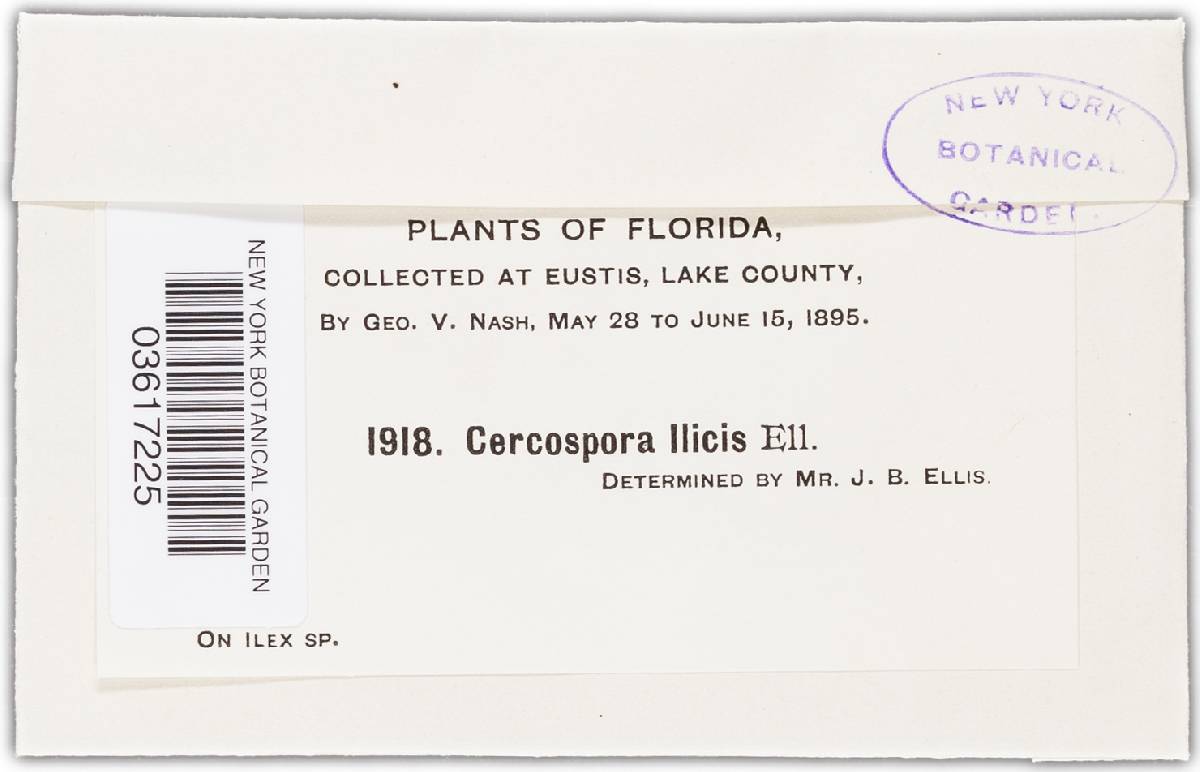 NEW YORK
BOTANICAL
GARDEN.
PLANTS OF FLORIDA,
COLLECTED AT EUSTIS, LAKE COUNTY,
BY GEO. V. NASH, MAY 28 TO JUNE 15, 1895.
1918. Cercospora Ilicis Ell.
DETERMINED BY MR. J. B. ELLIS.
ON ILEX SP.
NEW YORK BOTANICAL GARDEN
03617225